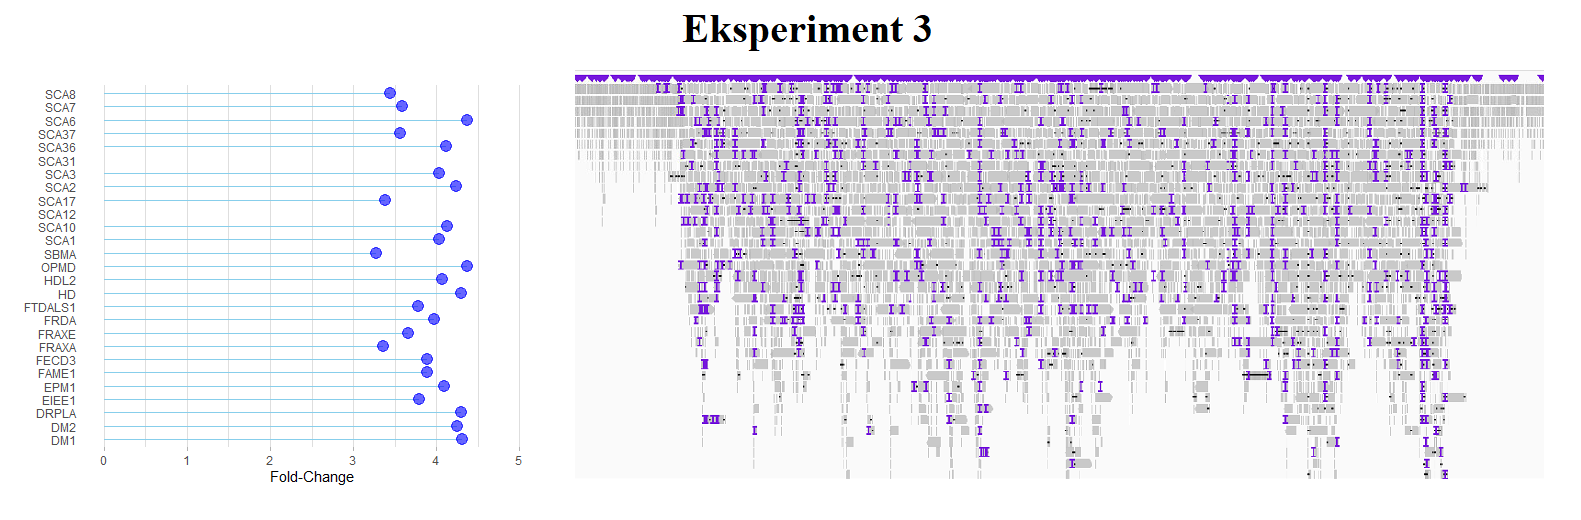 Eksperiment 3
SCA8
SCA7
SCA6
SCA37
SCA36
SCA31
SCA3
SCA2
SCA17
SCA12
SCA10
SCA1
SBMA
OPMD
HDL2
HD
FTDALS1
FRDA
FRAXE
FRAXA
FECD3
FAME1
EPM1
EIEE1
DRPLA
DM2
DM1
0 1 2 3 4 5
Fold-Change